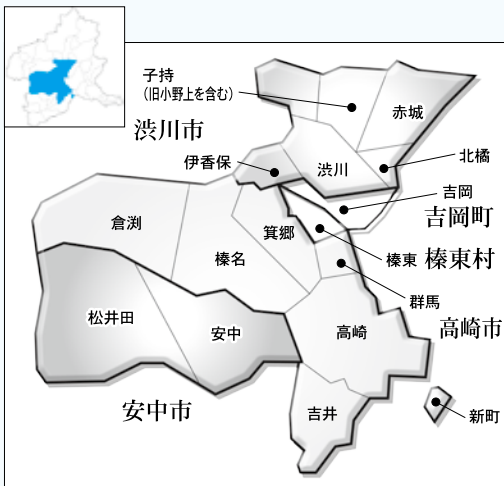 子持
（旧小野上を含む）
赤城
渋川市
伊香保
渋川
北橘
吉岡
吉岡町
倉渕
榛名
箕郷
榛東
榛東村
群馬
松井田
安中
高崎
高崎市
安中市
吉井
新町